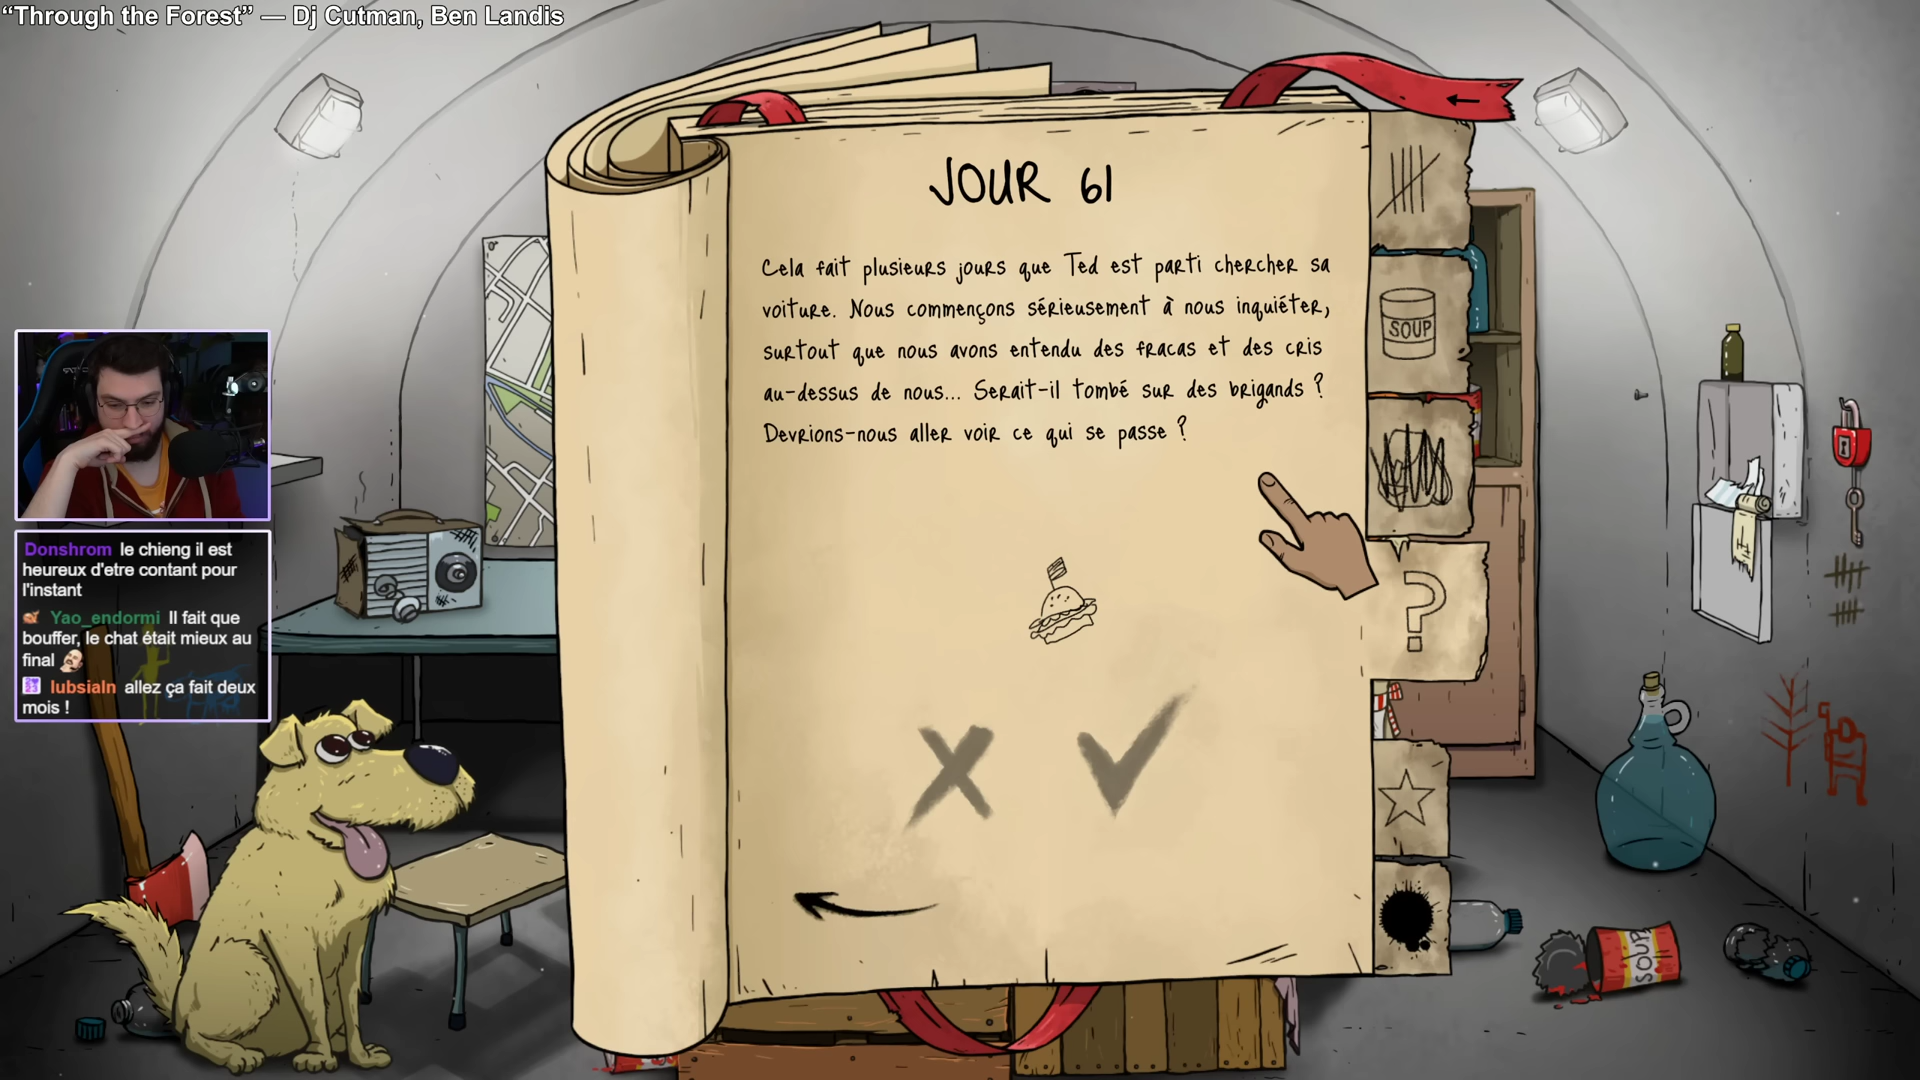 “Through the Forest” — Dj Cutman, Ben Landis
JOUR 61
Cela fait plusieurs jours que Ted est parti chercher sa
voiture. Nous commençons sérieusement à nous inquiéter,
surtout que nous avons entendu des fracas et des cris
au-dessus de nous... Serait-il tombé sur des brigands ?
Devrions-nous aller voir ce qui se passe ?
SOUP
?
Donshrom le chieng il est
heureux d'etre contant pour
l'instant
Yao_endormi Il fait que
bouffer, le chat était mieux au
final
lubsialn allez ça fait deux
mois !
SOUP